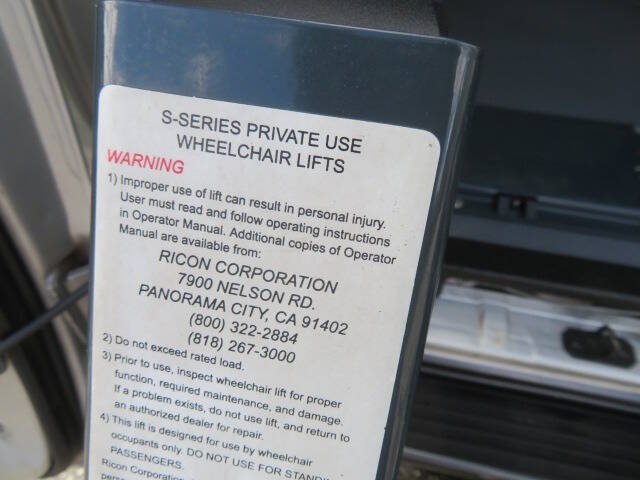 S-SERIES PRIVATE USE
WHEELCHAIR LIFTS
WARNING
1) Improper use of lift can result in personal injury.
User must read and follow operating instructions
in Operator Manual. Additional copies of Operator
Manual are available from:
RICON CORPORATION
7900 NELSON RD.
PANORAMA CITY, CA 91402
(800) 322-2884
(818) 267-3000
2) Do not exceed rated load.
3) Prior to use, inspect wheelchair lift for proper
function, required maintenance, and damage.
If a problem exists, do not use lift, and return to
an authorized dealer for repair.
4) This lift is designed for use by wheelchair
occupants only. DO NOT USE FOR STANDI
PASSENGERS.
Ricon Corporation